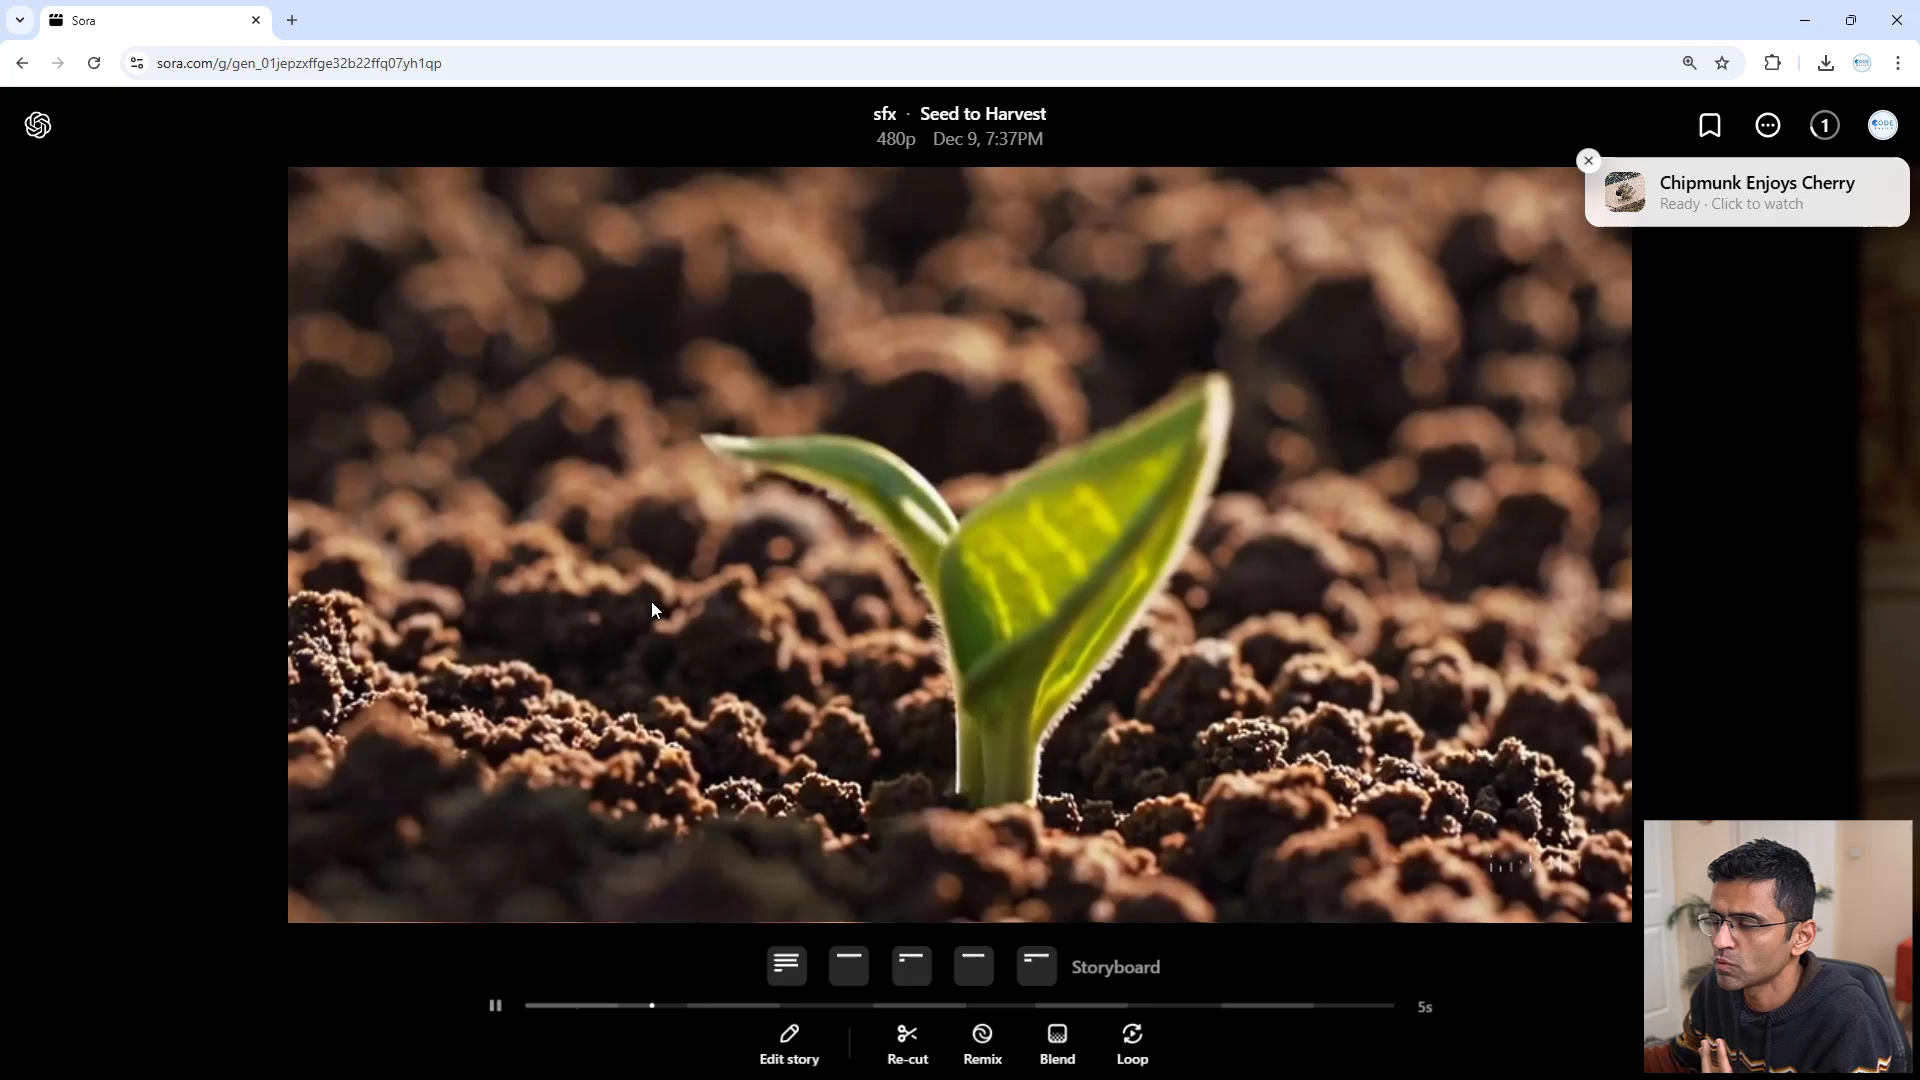 Sora
sora.com/g/gen_01jepzxffge32b22ffq07yh1qp
sfx · Seed to Harvest
480p Dec 9, 7:37PM
1
CODE
Chipmunk Enjoys Cherry
Ready · Click to watch
Storyboard
5s
Edit story
Re-cut
Remix
Blend
Loop